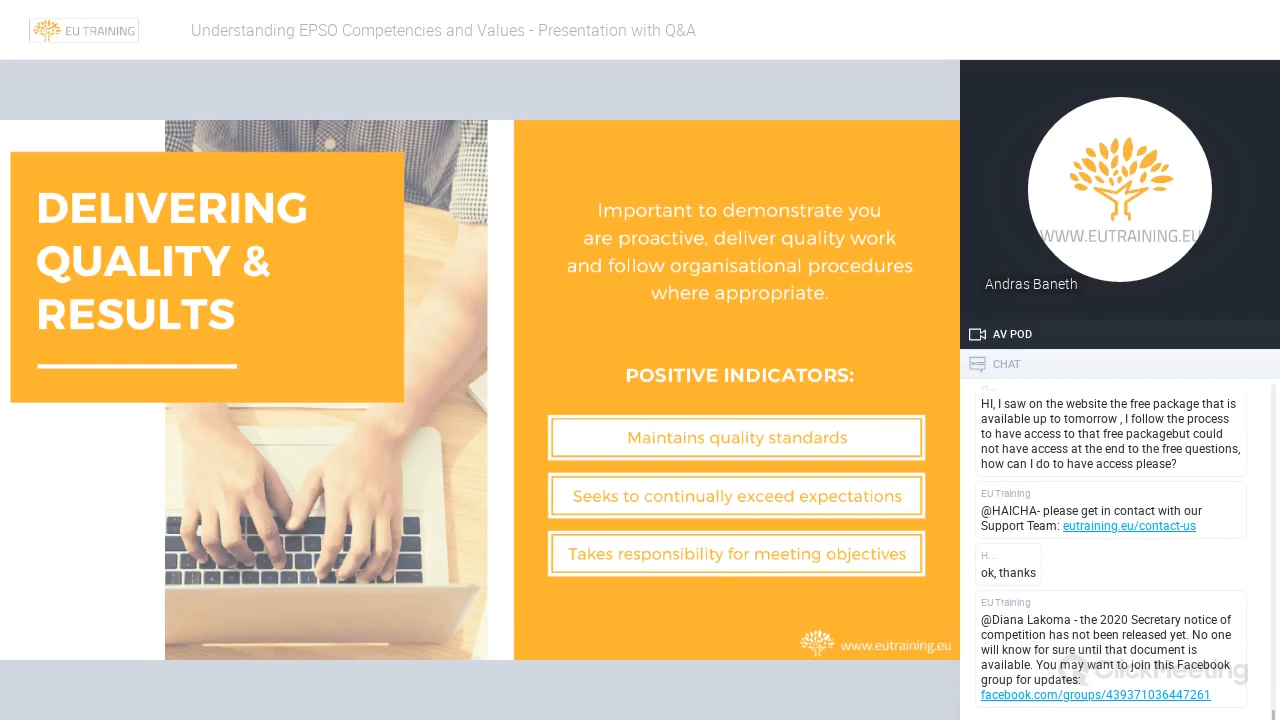 EU TRAINING
Understanding EPSO Competencies and Values - Presentation with Q&A
DELIVERING
QUALITY &
RESULTS
Important to demonstrate you
are proactive, deliver quality work
and follow organisational procedures
where appropriate.
POSITIVE INDICATORS:
Maintains quality standards
Seeks to continually exceed expectations
Takes responsibility for meeting objectives
www.eutraining.eu
WWW.EUTRAINING.EU
Andras Baneth
AV POD
CHAT
H...
HI, I saw on the website the free package that is
available up to tomorrow , I follow the process
to have access to that free packagebut could
not have access at the end to the free questions,
how can I do to have access please?
EU Training
@HAICHA- please get in contact with our
Support Team: eutraining.eu/contact-us
H...
ok, thanks
EU Training
@Diana Lakoma - the 2020 Secretary notice of
competition has not been released yet. No one
will know for sure until that document is
available. You may want to join this Facebook
group for updates:
facebook.com/groups/439371036447261
ClickMeeting